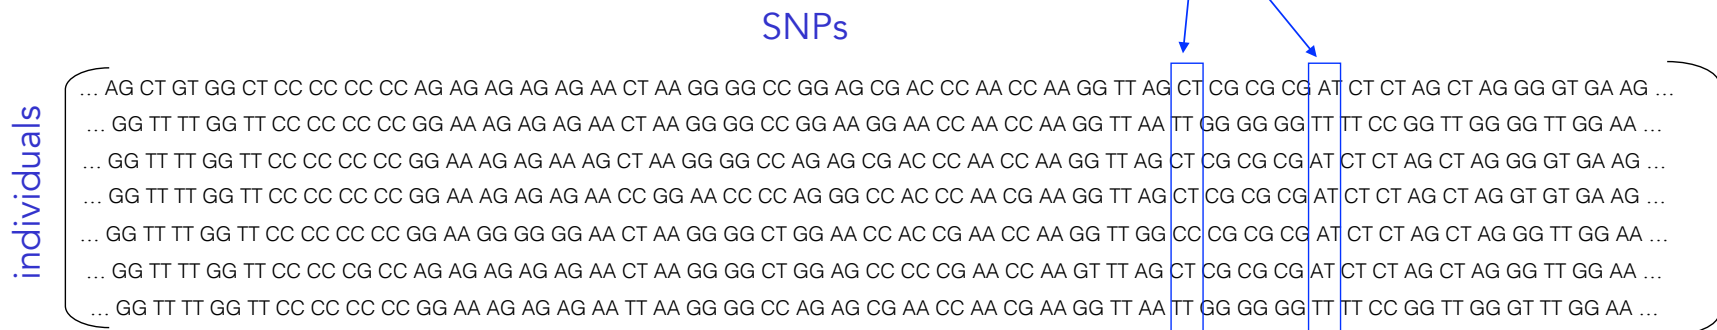 SNPs
individuals
... AG CT GT GG CT CC CC CC CC AG AG AG AG AG AA CT AA GG GG CC GG AG CG AC CC AA CC AA GG TT AG CT CG CG CG AT CT CT AG CT AG GG GT GA AG ...
... GG TT TT GG TT CC CC CC CC GG AA AG AG AG AA CT AA GG GG CC GG AA GG AA CC AA CC AA GG TT AA TT GG GG GG TT TT CC GG TT GG GG TT GG AA ...
... GG TT TT GG TT CC CC CC CC GG AA AG AG AA AG CT AA GG GG CC AG AG CG AC CC AA CC AA GG TT AG CT CG CG CG AT CT CT AG CT AG GG GT GA AG ...
... GG TT TT GG TT CC CC CC CC GG AA AG AG AG AA CC GG AA CC CC AG GG CC AC CC AA CG AA GG TT AG CT CG CG CG AT CT CT AG CT AG GT GT GA AG ...
... GG TT TT GG TT CC CC CC CC GG AA GG GG GG AA CT AA GG GG CT GG AA CC AC CG AA CC AA GG TT GG CC CG CG CG AT CT CT AG CT AG GG TT GG AA ...
... GG TT TT GG TT CC CC CG CC AG AG AG AG AG AA CT AA GG GG CT GG AG CC CC CG AA CC AA GT TT AG CT CG CG CG AT CT CT AG CT AG GG TT GG AA ...
... GG TT TT GG TT CC CC CC CC GG AA AG AG AG AA TT AA GG GG CC AG AG CG AA CC AA CG AA GG TT AA TT GG GG GG TT TT CC GG TT GG GT TT GG AA ...